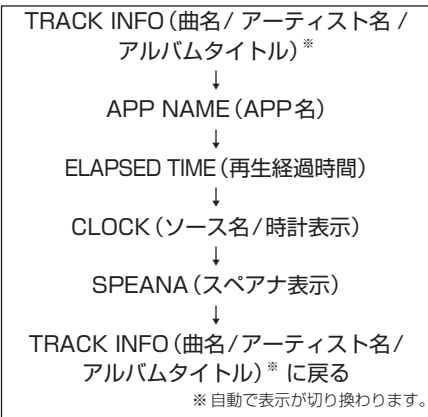 TRACK INFO（曲名/ アーティスト名 /
アルバムタイトル）※
↓
APP NAME（APP名）
↓
ELAPSED TIME（再生経過時間）
↓
CLOCK（ソース名/時計表示）
↓
SPEANA（スペアナ表示）
↓
TRACK INFO（曲名/アーティスト名/
アルバムタイトル）※ に戻る
※ 自動で表示が切り換わります。